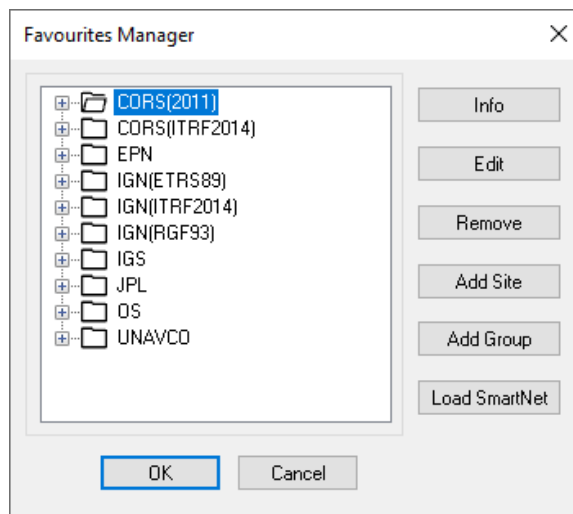 Favourites Manager
CORS(2011)
CORS(ITRF2014)
EPN
IGN(ETRS89)
IGN(ITRF2014)
IGN(RGF93)
IGS
JPL
OS
UNAVCO
Info
Edit
Remove
Add Site
Add Group
Load SmartNet
OK
Cancel